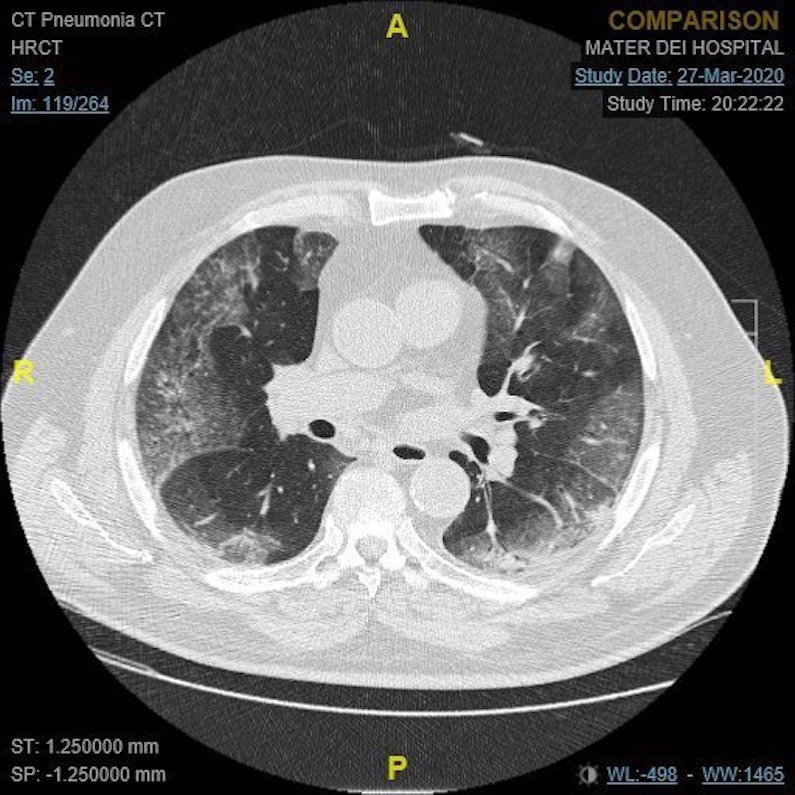 CT Pneumonia CT
HRCT
Se: 2
Im: 119/264
A
COMPARISON
MATER DEI HOSPITAL
Study Date: 27-Mar-2020
Study Time: 20:22:22
R
L
ST: 1.250000 mm
SP: -1.250000 mm
P
WL:-498 - WW:1465